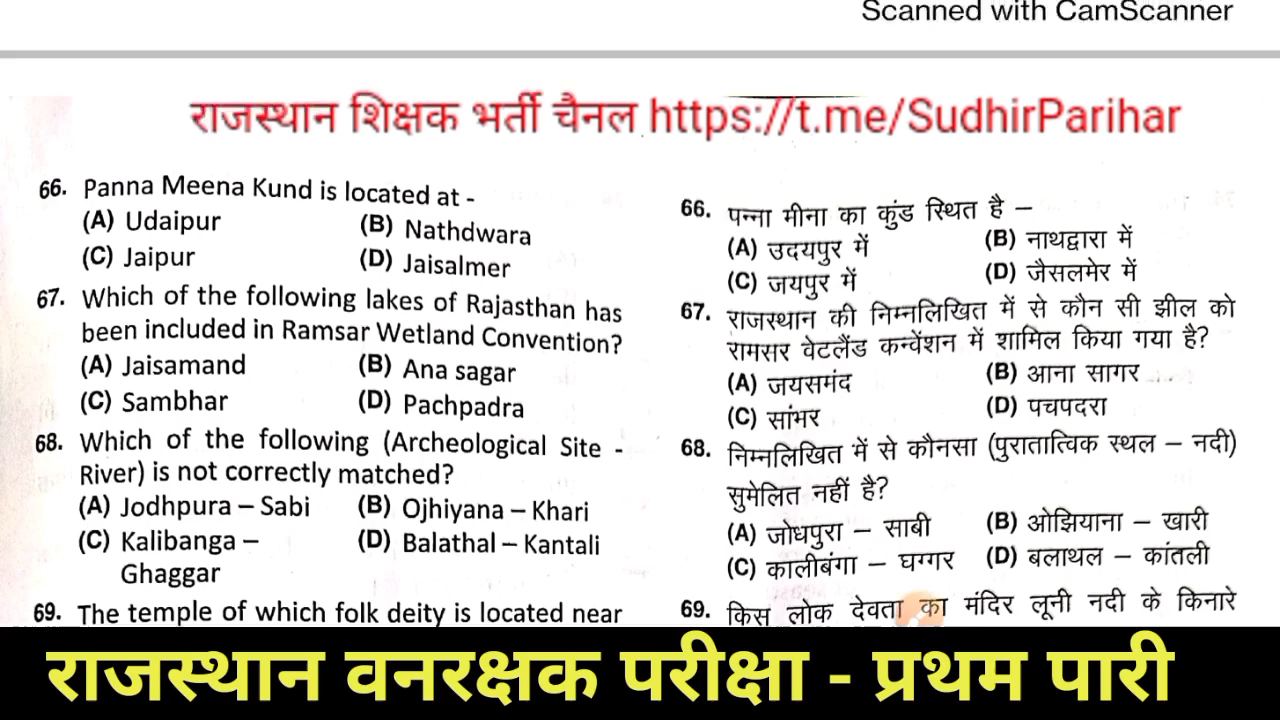 Scanned with CamScanner
राजस्थान शिक्षक भर्ती चैनल https://t.me/SudhirParihar
66. Panna Meena Kund is located at -
(A) Udaipur (B) Nathdwara
(C) Jaipur (D) Jaisalmer
67. Which of the following lakes of Rajasthan has
been included in Ramsar Wetland Convention?
(A) Jaisamand (B) Ana sagar
(C) Sambhar (D) Pachpadra
68. Which of the following (Archeological Site -
River) is not correctly matched?
(A) Jodhpura – Sabi (B) Ojhiyana – Khari
(C) Kalibanga – (D) Balathal – Kantali
Ghaggar
69. The temple of which folk deity is located near
66. पन्ना मीना का कुंड स्थित है –
(A) उदयपुर में (B) नाथद्वारा में
(C) जयपुर में (D) जैसलमेर में
67. राजस्थान की निम्नलिखित में से कौन सी झील को
रामसर वेटलैंड कन्वेंशन में शामिल किया गया है?
(A) जयसमंद (B) आना सागर
(C) सांभर (D) पचपदरा
68. निम्नलिखित में से कौनसा (पुरातात्विक स्थल – नदी)
सुमेलित नहीं है?
(A) जोधपुरा – साबी (B) ओझियाना – खारी
(C) कालीबंगा – घग्गर (D) बलाथल – कांतली
69. किस लोक देवता का मंदिर लूनी नदी के किनारे
राजस्थान वनरक्षक परीक्षा - प्रथम पारी